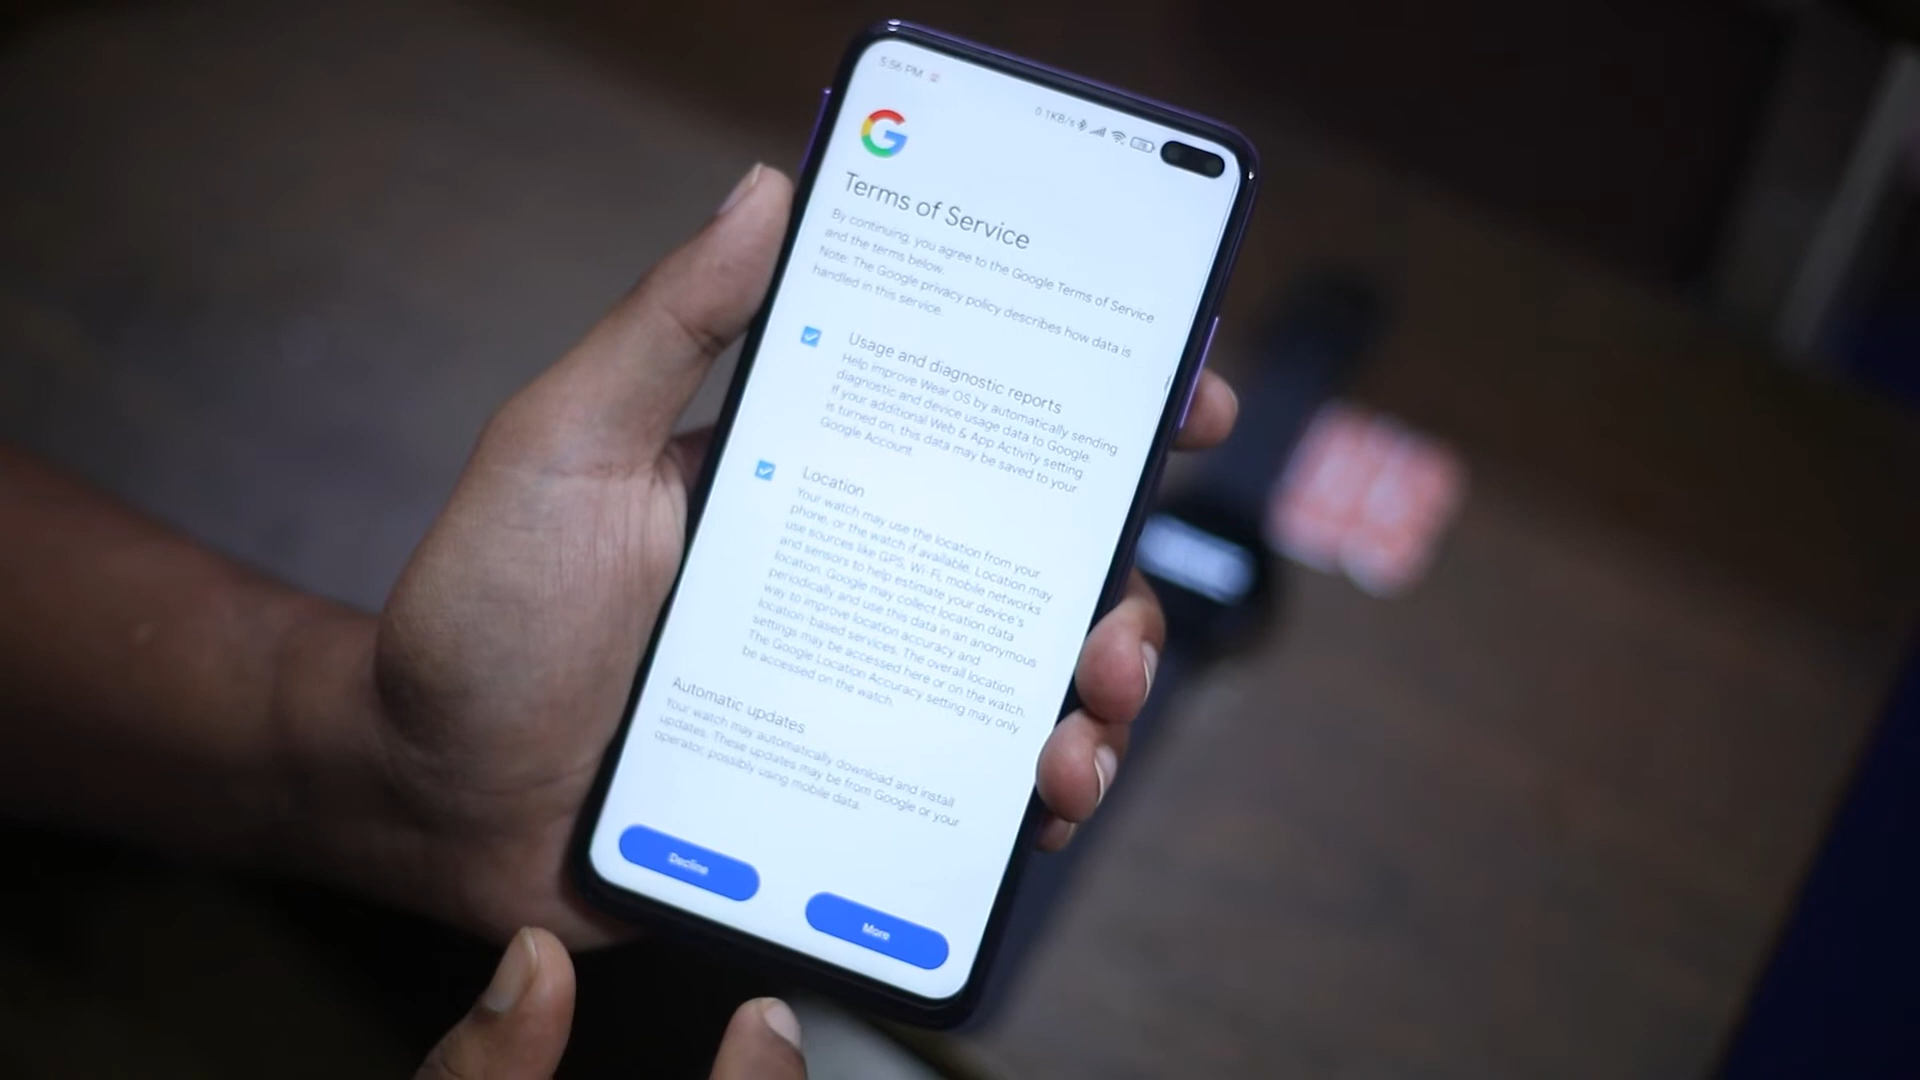 5:56 PM
0.1KB/s
Terms of Service
By continuing, you agree to the Google Terms of Service
and the terms below.
Note: The Google privacy policy describes how data is
handled in this service.
Usage and diagnostic reports
Help improve Wear OS by automatically sending
diagnostic and device usage data to Google.
If your additional Web & App Activity setting
is turned on, this data may be saved to your
Google Account.
Location
Your watch may use the location from your
phone, or the watch if available. Location may
use sources like GPS, Wi-Fi, mobile networks
and sensors to help estimate your device's
location. Google may collect location data
periodically and use this data in an anonymous
way to improve location accuracy and
location-based services. The overall location
settings may be accessed here or on the watch.
The Google Location Accuracy setting may only
be accessed on the watch.
Automatic updates
Your watch may automatically download and install
updates. These updates may be from Google or your
operator, possibly using mobile data.
Decline
More